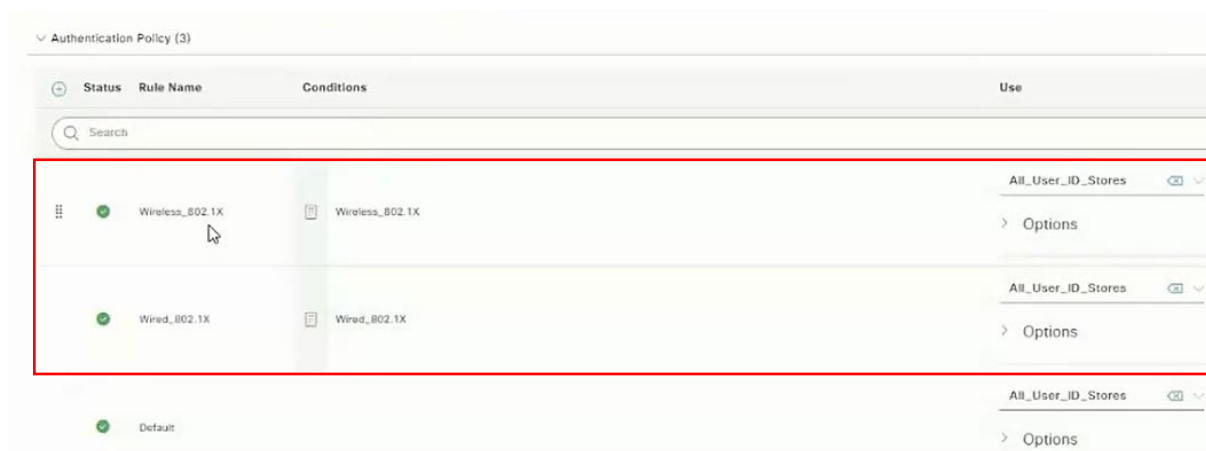 Authentication Policy (3)
Status Rule Name Conditions Use
Search
All_User_ID_Stores
Wireless_802.1X Wireless_802.1X
Options
All_User_ID_Stores
Wired_802.1X Wired_802.1X
Options
All_User_ID_Stores
Default
Options